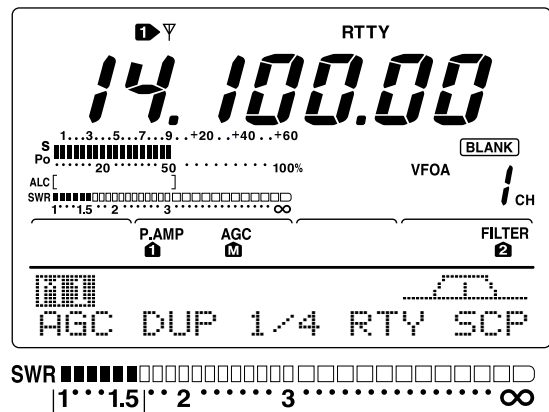 1 RTTY
14.100.00
1...3...5...7...9..+20..+40..+60
S
Po
20 50 100%
BLANK
VFOA 1 CH
ALC [ ]
SWR
1•••1.5••2•••••3•••••••••••∞
P.AMP AGC FILTER
1 M 2
M1
AGC DUP 1/4 RTY SCP
SWR
1•••1.5•• 2 ••••••• 3 •••••••••••••• ∞